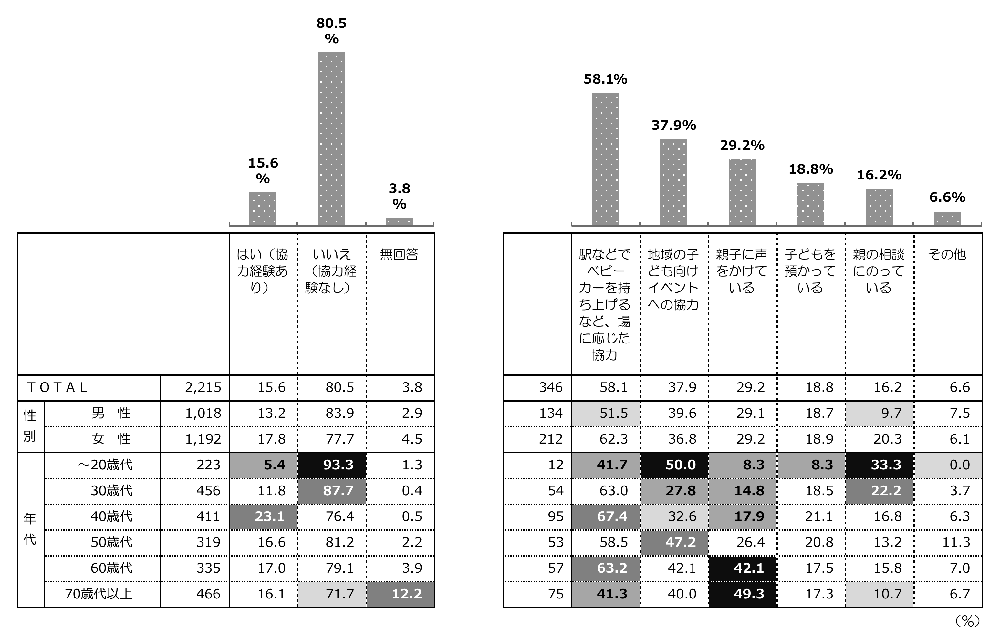 80.5
%
15.6
%
3.8
%
58.1%
37.9%
29.2%
18.8%
16.2%
6.6%
はい（協
力経験あ
り）
いいえ
（協力経
験なし）
無回答
駅などで
ベビー
カーを持
ち上げる
など、場
に応じた
協力
地域の子
ども向け
イベント
への協力
親子に声
をかけて
いる
子どもを
預かって
いる
親の相談
にのって
いる
その他
ＴＯＴＡＬ 2,215 15.6 80.5 3.8 346 58.1 37.9 29.2 18.8 16.2 6.6
性別
男　性 1,018 13.2 83.9 2.9 134 51.5 39.6 29.1 18.7 9.7 7.5
女　性 1,192 17.8 77.7 4.5 212 62.3 36.8 29.2 18.9 20.3 6.1
年代
～20歳代 223 5.4 93.3 1.3 12 41.7 50.0 8.3 8.3 33.3 0.0
30歳代 456 11.8 87.7 0.4 54 63.0 27.8 14.8 18.5 22.2 3.7
40歳代 411 23.1 76.4 0.5 95 67.4 32.6 17.9 21.1 16.8 6.3
50歳代 319 16.6 81.2 2.2 53 58.5 47.2 26.4 20.8 13.2 11.3
60歳代 335 17.0 79.1 3.9 57 63.2 42.1 42.1 17.5 15.8 7.0
70歳代以上 466 16.1 71.7 12.2 75 41.3 40.0 49.3 17.3 10.7 6.7
（%）